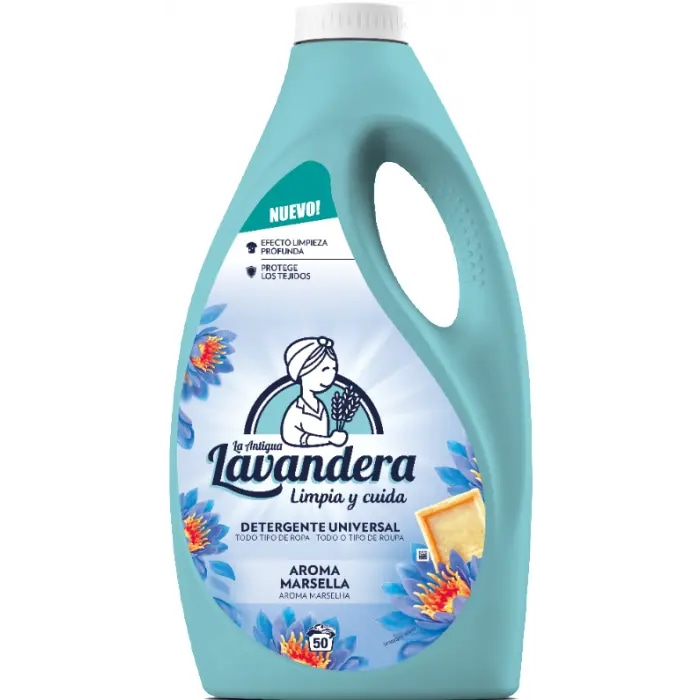 NUEVO!
EFECTO LIMPIEZA
PROFUNDA
PROTEGE
LOS TEJIDOS
La Antigua
Lavandera
Limpia y cuida
DETERGENTE UNIVERSAL
TODO TIPO DE ROPA · TODO O TIPO DE ROUPA
AROMA
MARSELLA
AROMA MARSELHA
50